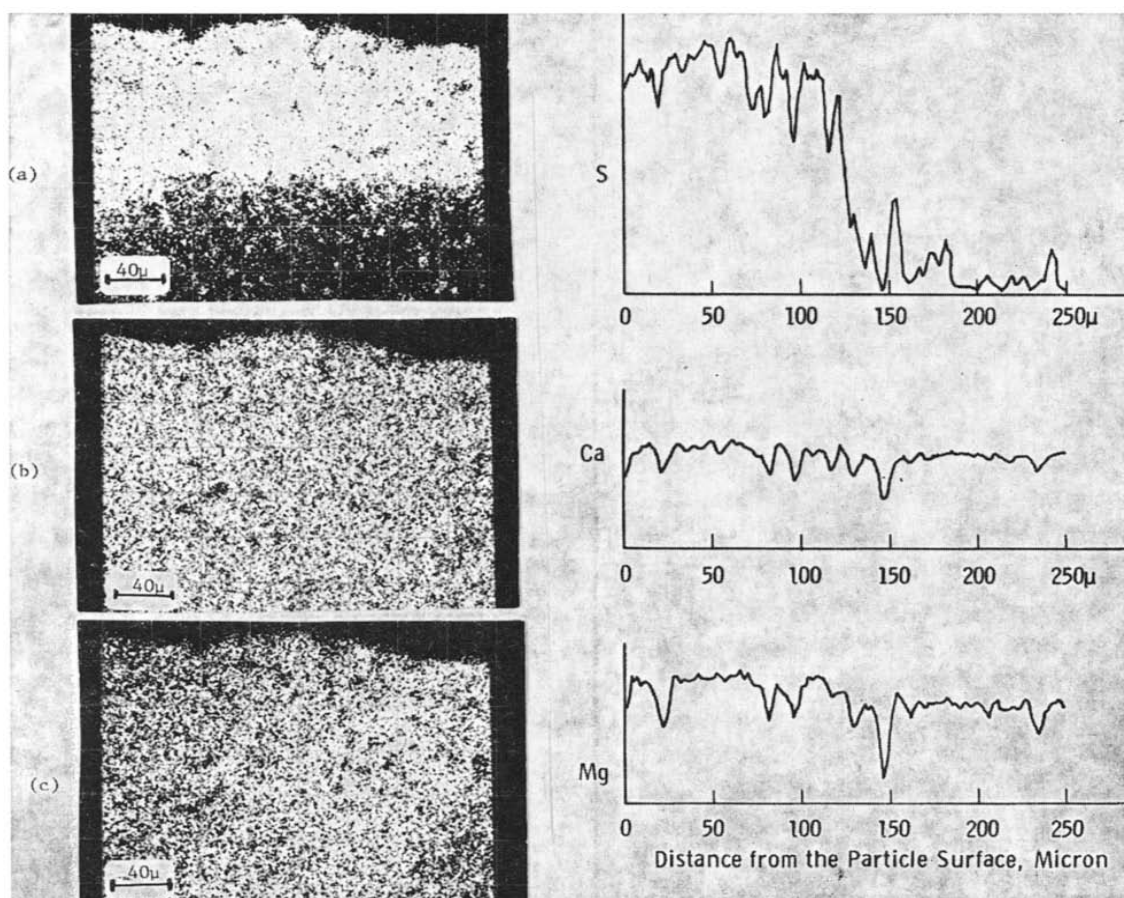 (a)
40μ
S
0 50 100 150 200 250μ
(b)
40μ
Ca
0 50 100 150 200 250μ
(c)
40μ
Mg
0 50 100 150 200 250
Distance from the Particle Surface, Micron